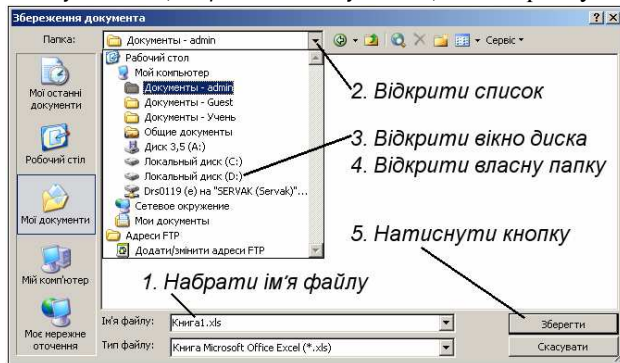 Збереження документа
Папка:
Документы - admin
Сервіс
Рабочий стол
Мой компьютер
Документы - admin
Документы - Guest
Документы - Учень
Общие документы
Диск 3,5 (A:)
Локальный диск (C:)
Локальный диск (D:)
Drs0119 (e) на "SERVAK (Servak)"...
Сетевое окружение
Мои документы
Адреси FTP
Додати/змінити адреси FTP
Мої останні
документи
Робочий стіл
Мої документи
Мій комп'ютер
Моє мережне
оточення
2. Відкрити список
3. Відкрити вікно диска
4. Відкрити власну папку
5. Натиснути кнопку
1. Набрати ім'я файлу
Ім'я файлу:
Книга1.xls
Зберегти
Тип файлу:
Книга Microsoft Office Excel (*.xls)
Скасувати